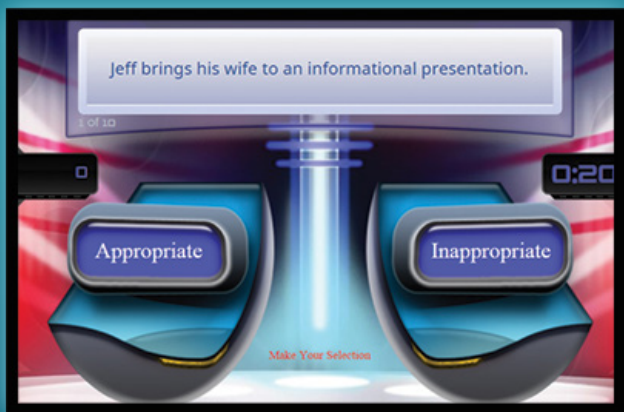 Jeff brings his wife to an informational presentation.
1 of 10
0
0:20
Appropriate
Inappropriate
Make Your Selection